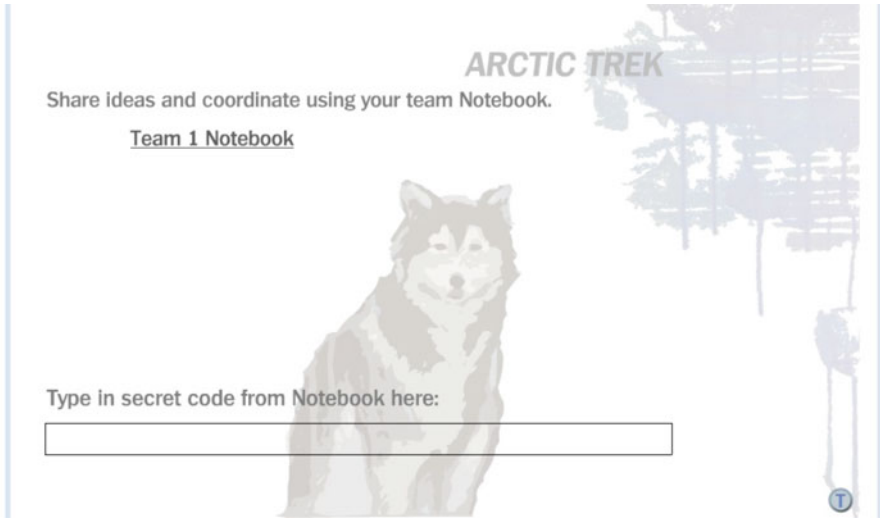 ARCTIC TREK
Share ideas and coordinate using your team Notebook.
Team 1 Notebook
Type in secret code from Notebook here:
T